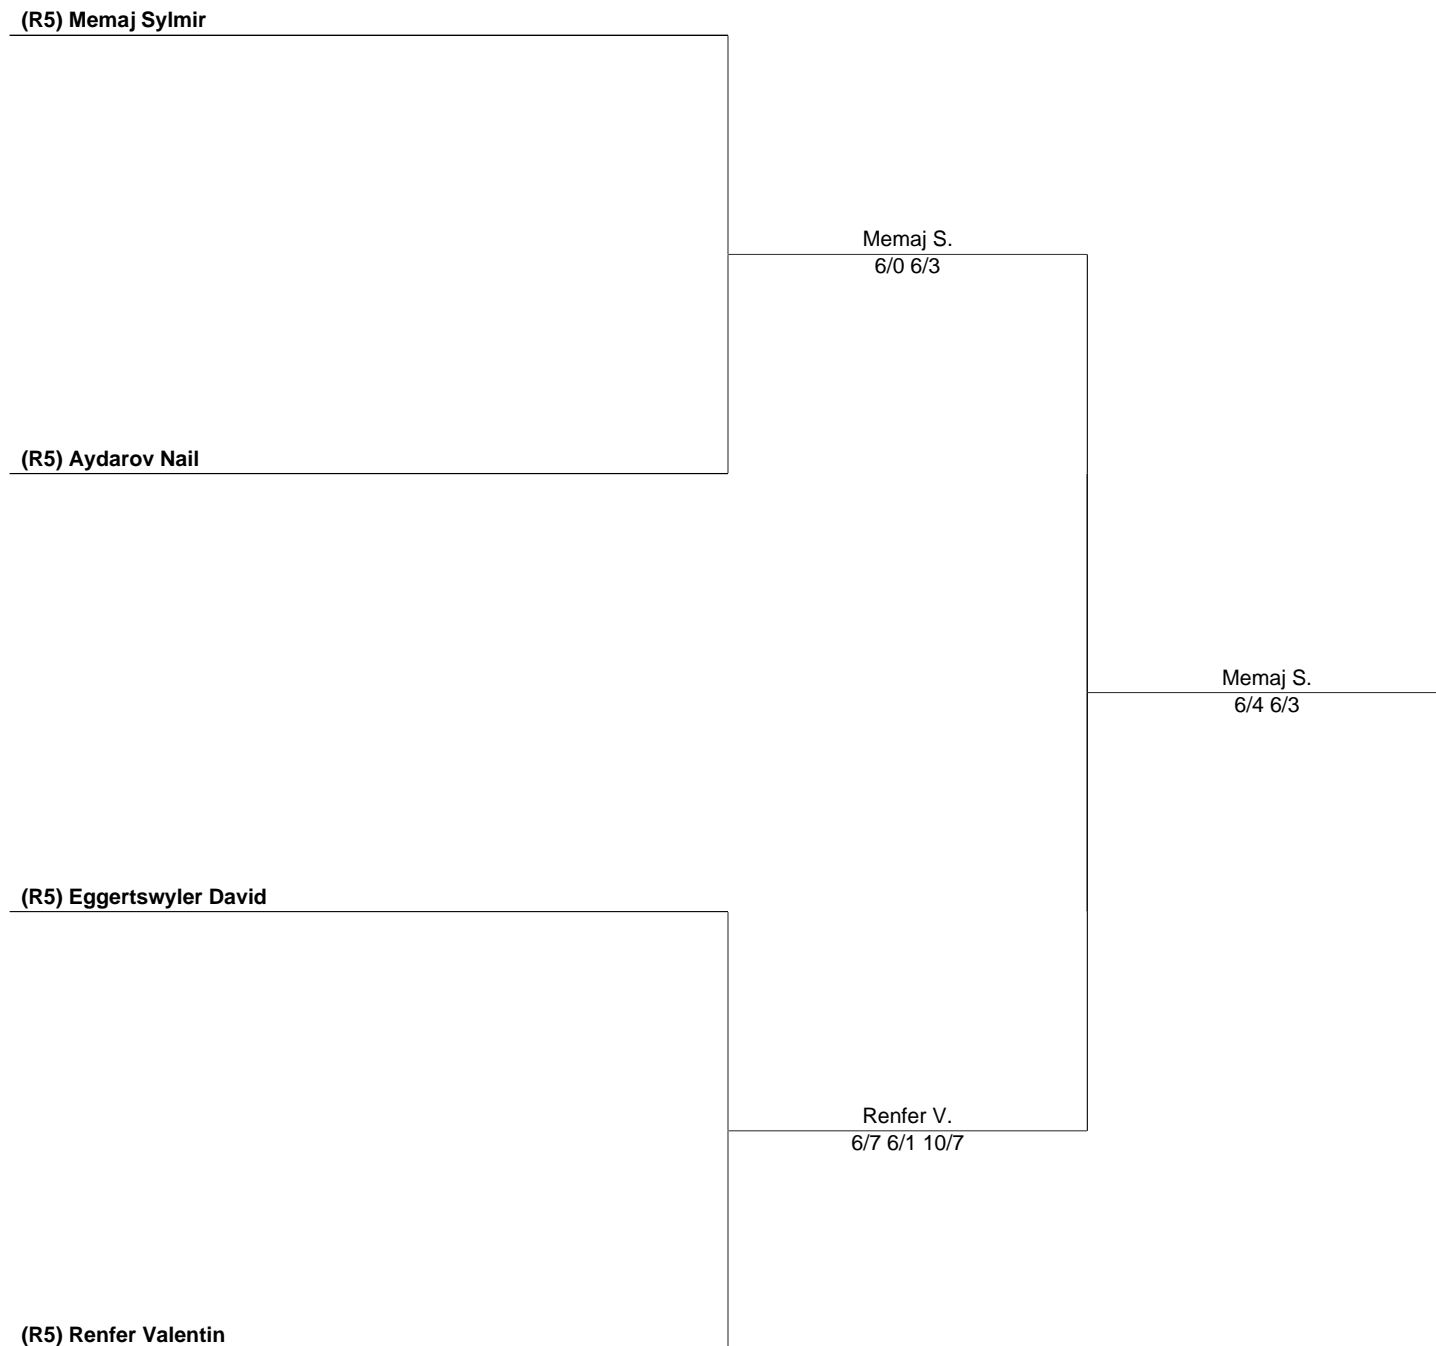 (R5) Memaj Sylmir
Memaj S.
6/0 6/3
(R5) Aydarov Nail
Memaj S.
6/4 6/3
(R5) Eggertswyler David
Renfer V.
6/7 6/1 10/7
(R5) Renfer Valentin